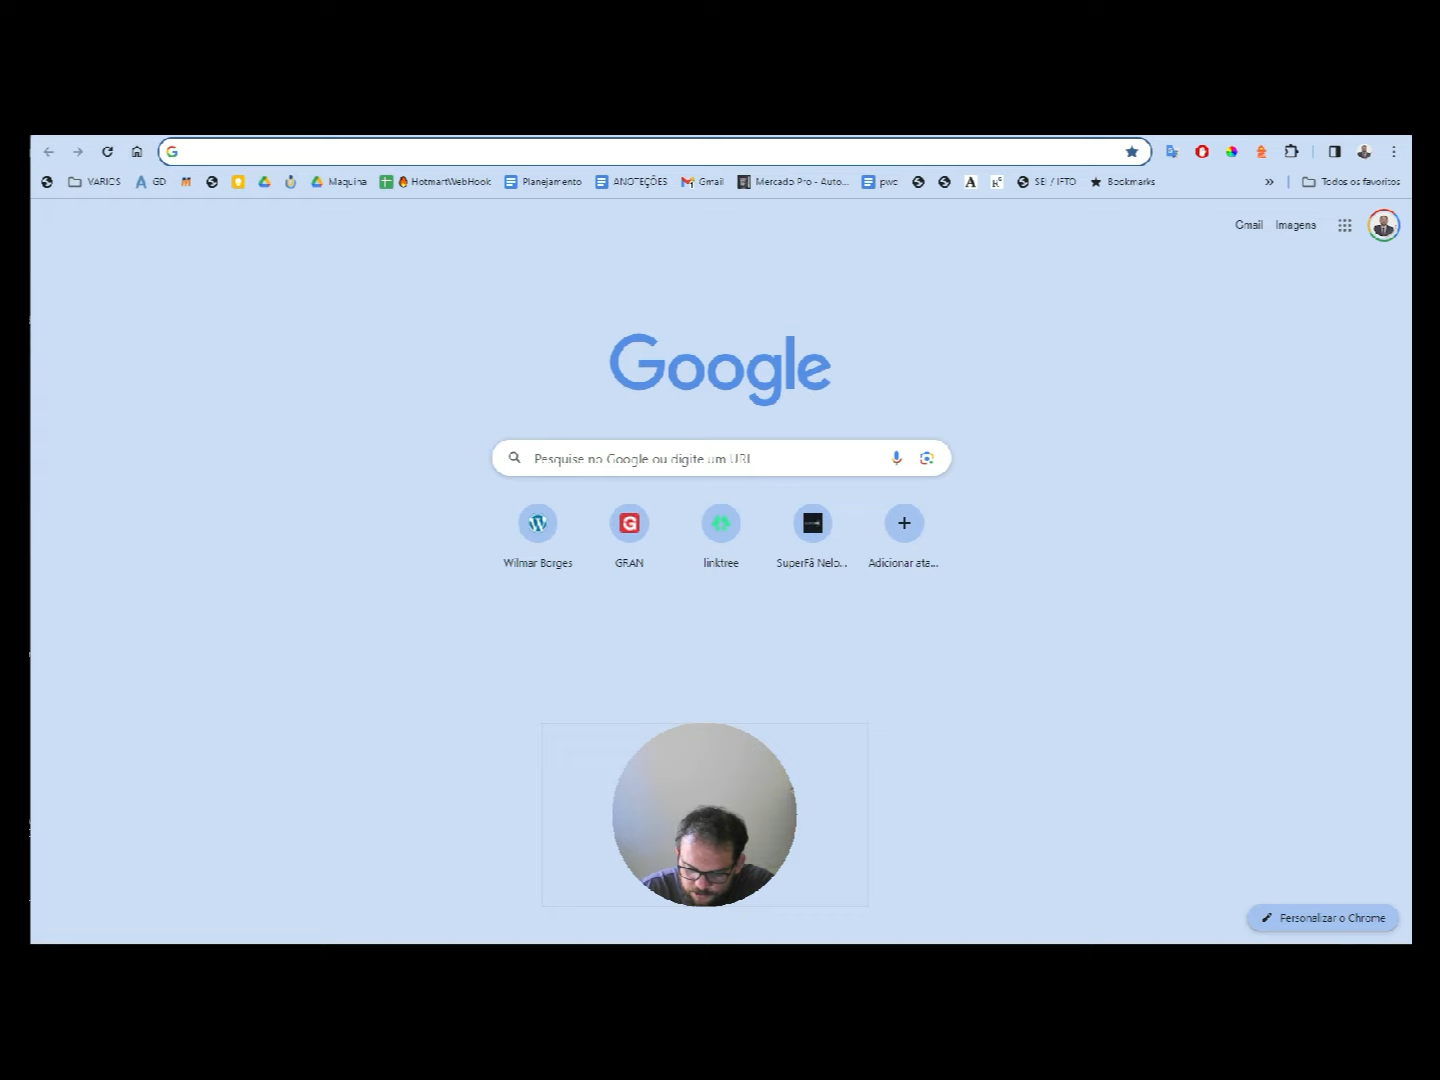 VARIOS GD Maquina HotmartWebHook Planejamento ANOTEÇÕES Gmail Mercado Pro - Auto... pwc A SEI / IFTO Bookmarks » Todos os favoritos
Gmail Imagens
Google
Pesquise no Google ou digite um URL
Wilmar Borges GRAN linktree SuperFã Nelo... Adicionar ata...
Personalizar o Chrome